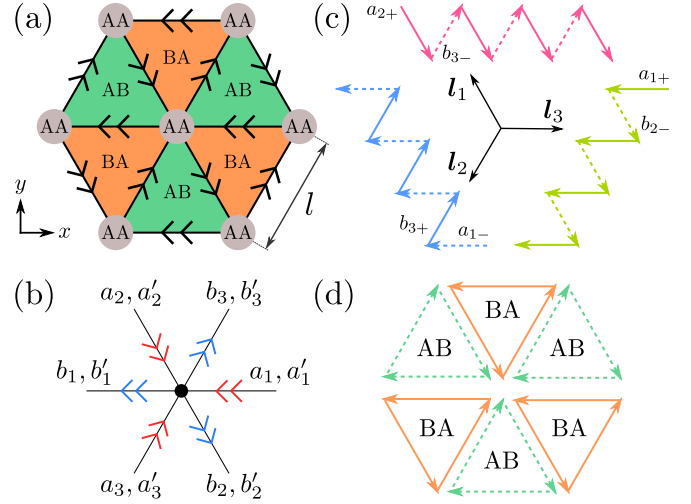 (a)
AA AA
BA
AB AB
AA AA AA
BA BA
AB
AA AA
l
y
x
(b)
a₂, a′₂ b₃, b′₃
b₁, b′₁ a₁, a′₁
a₃, a′₃ b₂, b′₂
(c)
a₂₊
b₃₋
l₁
l₃
l₂
a₁₊
b₂₋
b₃₊
a₁₋
(d)
BA
AB AB
BA BA
AB